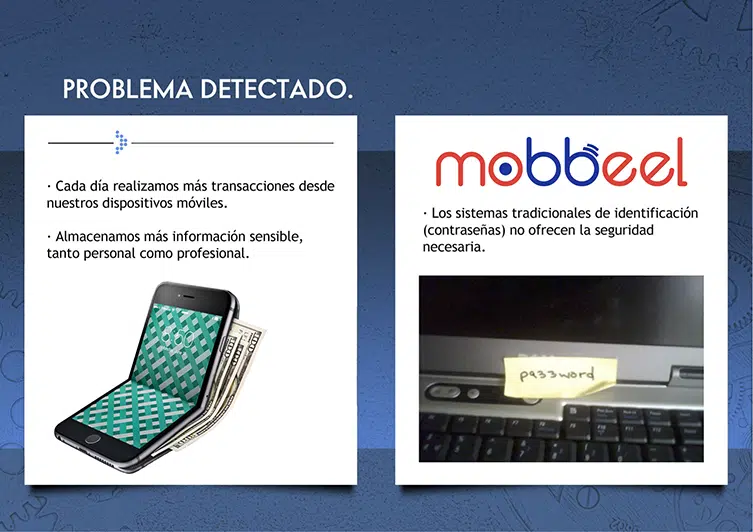 PROBLEMA DETECTADO.
· Cada día realizamos más transacciones desde
nuestros dispositivos móviles.
· Almacenamos más información sensible,
tanto personal como profesional.
mobbeel
· Los sistemas tradicionales de identificación
(contraseñas) no ofrecen la seguridad
necesaria.
pa33word